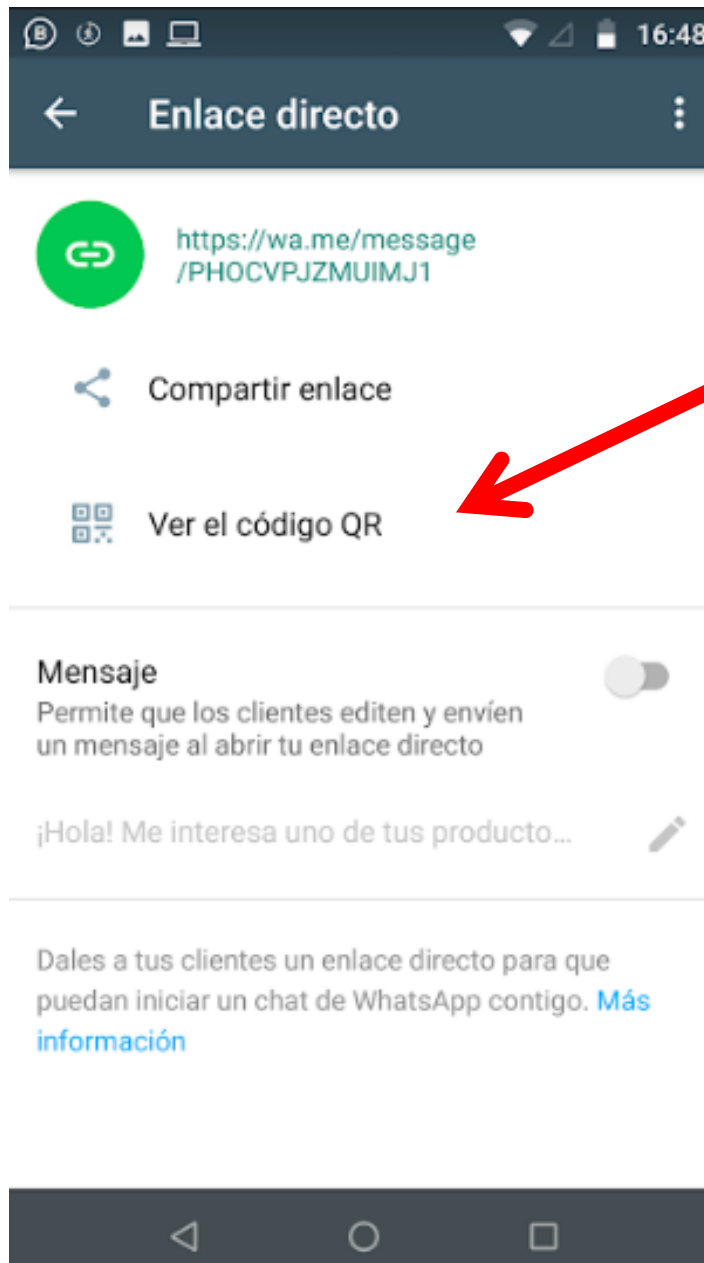 16:48
Enlace directo
https://wa.me/message
/PHOCVPJZMUIMJ1
Compartir enlace
Ver el código QR
Mensaje
Permite que los clientes editen y envíen
un mensaje al abrir tu enlace directo
¡Hola! Me interesa uno de tus producto...
Dales a tus clientes un enlace directo para que
puedan iniciar un chat de WhatsApp contigo. Más
información